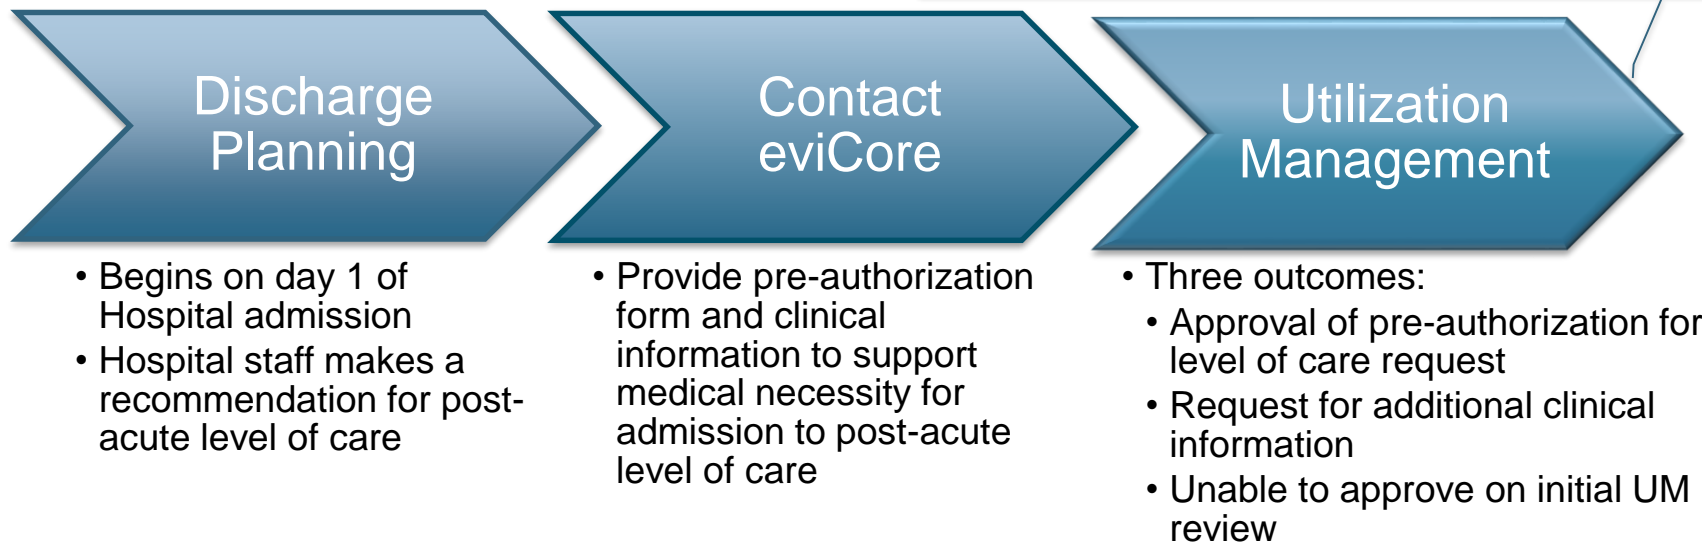 Discharge
Planning
Contact
eviCore
Utilization
Management
• Begins on day 1 of
Hospital admission
• Hospital staff makes a
recommendation for post-
acute level of care
• Provide pre-authorization
form and clinical
information to support
medical necessity for
admission to post-acute
level of care
• Three outcomes:
• Approval of pre-authorization for
level of care request
• Request for additional clinical
information
• Unable to approve on initial UM
review